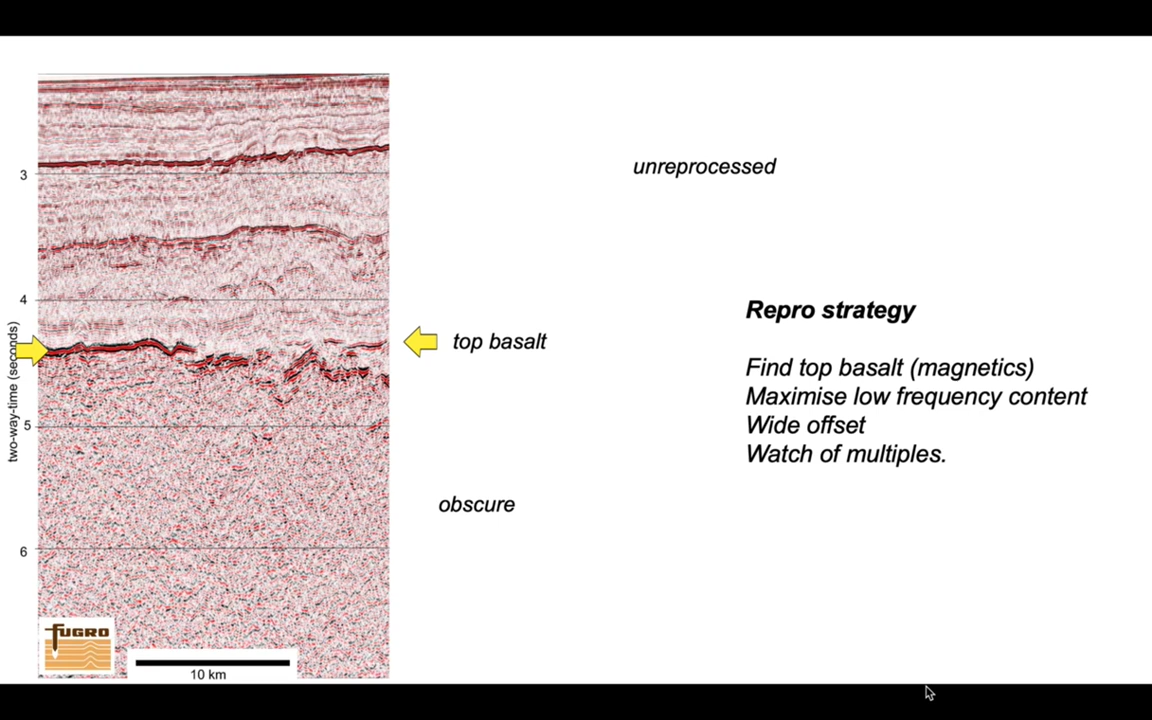 unreprocessed
3
4
top basalt
two-way-time (seconds)
5
obscure
6
fUGRO
10 km
Repro strategy
Find top basalt (magnetics)
Maximise low frequency content
Wide offset
Watch of multiples.